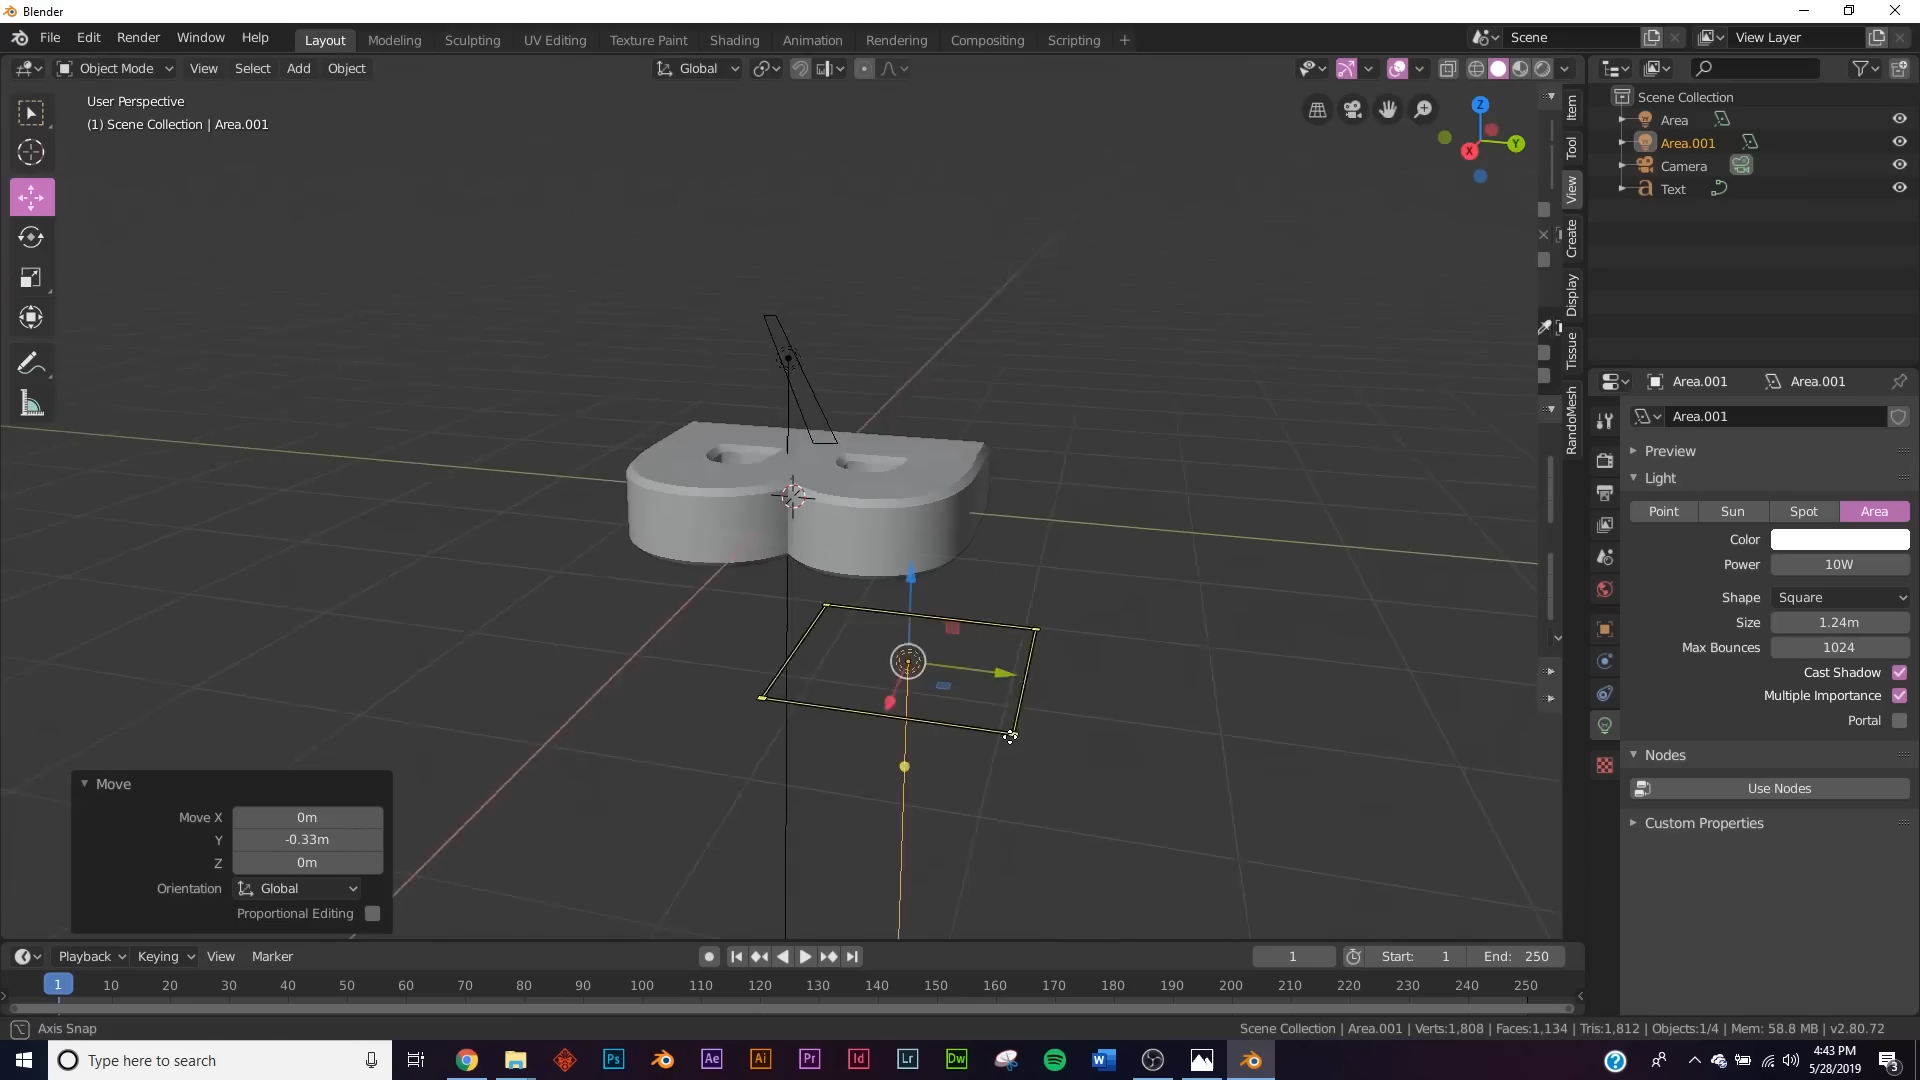 Blender
File Edit Render Window Help Layout Modeling Sculpting UV Editing Texture Paint Shading Animation Rendering Compositing Scripting + Scene View Layer
Object Mode View Select Add Object Global
User Perspective
(1) Scene Collection | Area.001
Z
Y
X
Item
Tool
View
Create
Display
Tissue
RandoMesh
Scene Collection
Area
Area.001
Camera
Text
Area.001 Area.001
Area.001
Preview
Light
Point Sun Spot Area
Color
Power 10W
Shape Square
Size 1.24m
Max Bounces 1024
Cast Shadow
Multiple Importance
Portal
Nodes
Use Nodes
Custom Properties
B
Move
Move X 0m
Y -0.33m
Z 0m
Orientation Global
Proportional Editing
Playback Keying View Marker 1 Start: 1 End: 250
1 10 20 30 40 50 60 70 80 90 100 110 120 130 140 150 160 170 180 190 200 210 220 230 240 250
Axis Snap Scene Collection | Area.001 | Verts:1,808 | Faces:1,134 | Tris:1,812 | Objects:1/4 | Mem: 58.8 MB | v2.80.72
Type here to search Ps Ae Ai Pr Id Lr Dw W
4:43 PM
5/28/2019
3